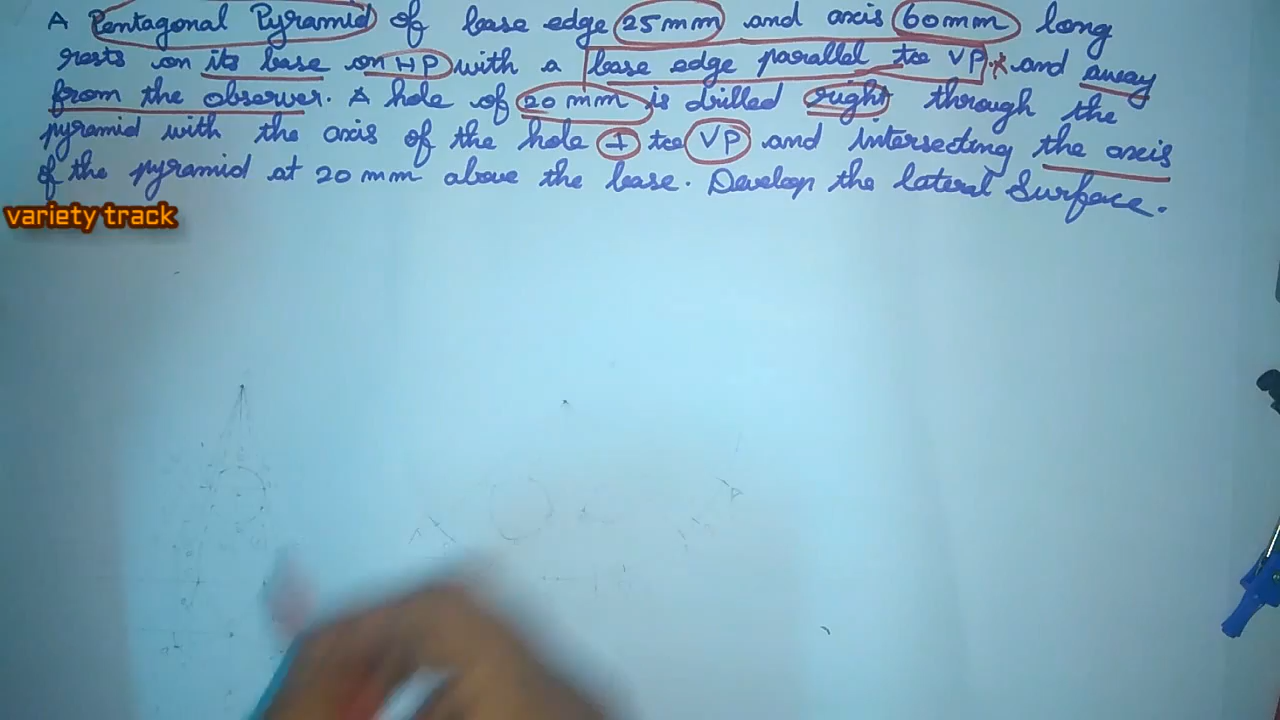 A Pentagonal Pyramid of base edge 25mm and axis 60mm long
rests on its base on HP with a base edge parallel to VP and away
from the observer. A hole of 20 mm is drilled right through the
pyramid with the axis of the hole ⊥ to VP and intersecting the axis
of the pyramid at 20 mm above the base. Develop the lateral Surface.
variety track